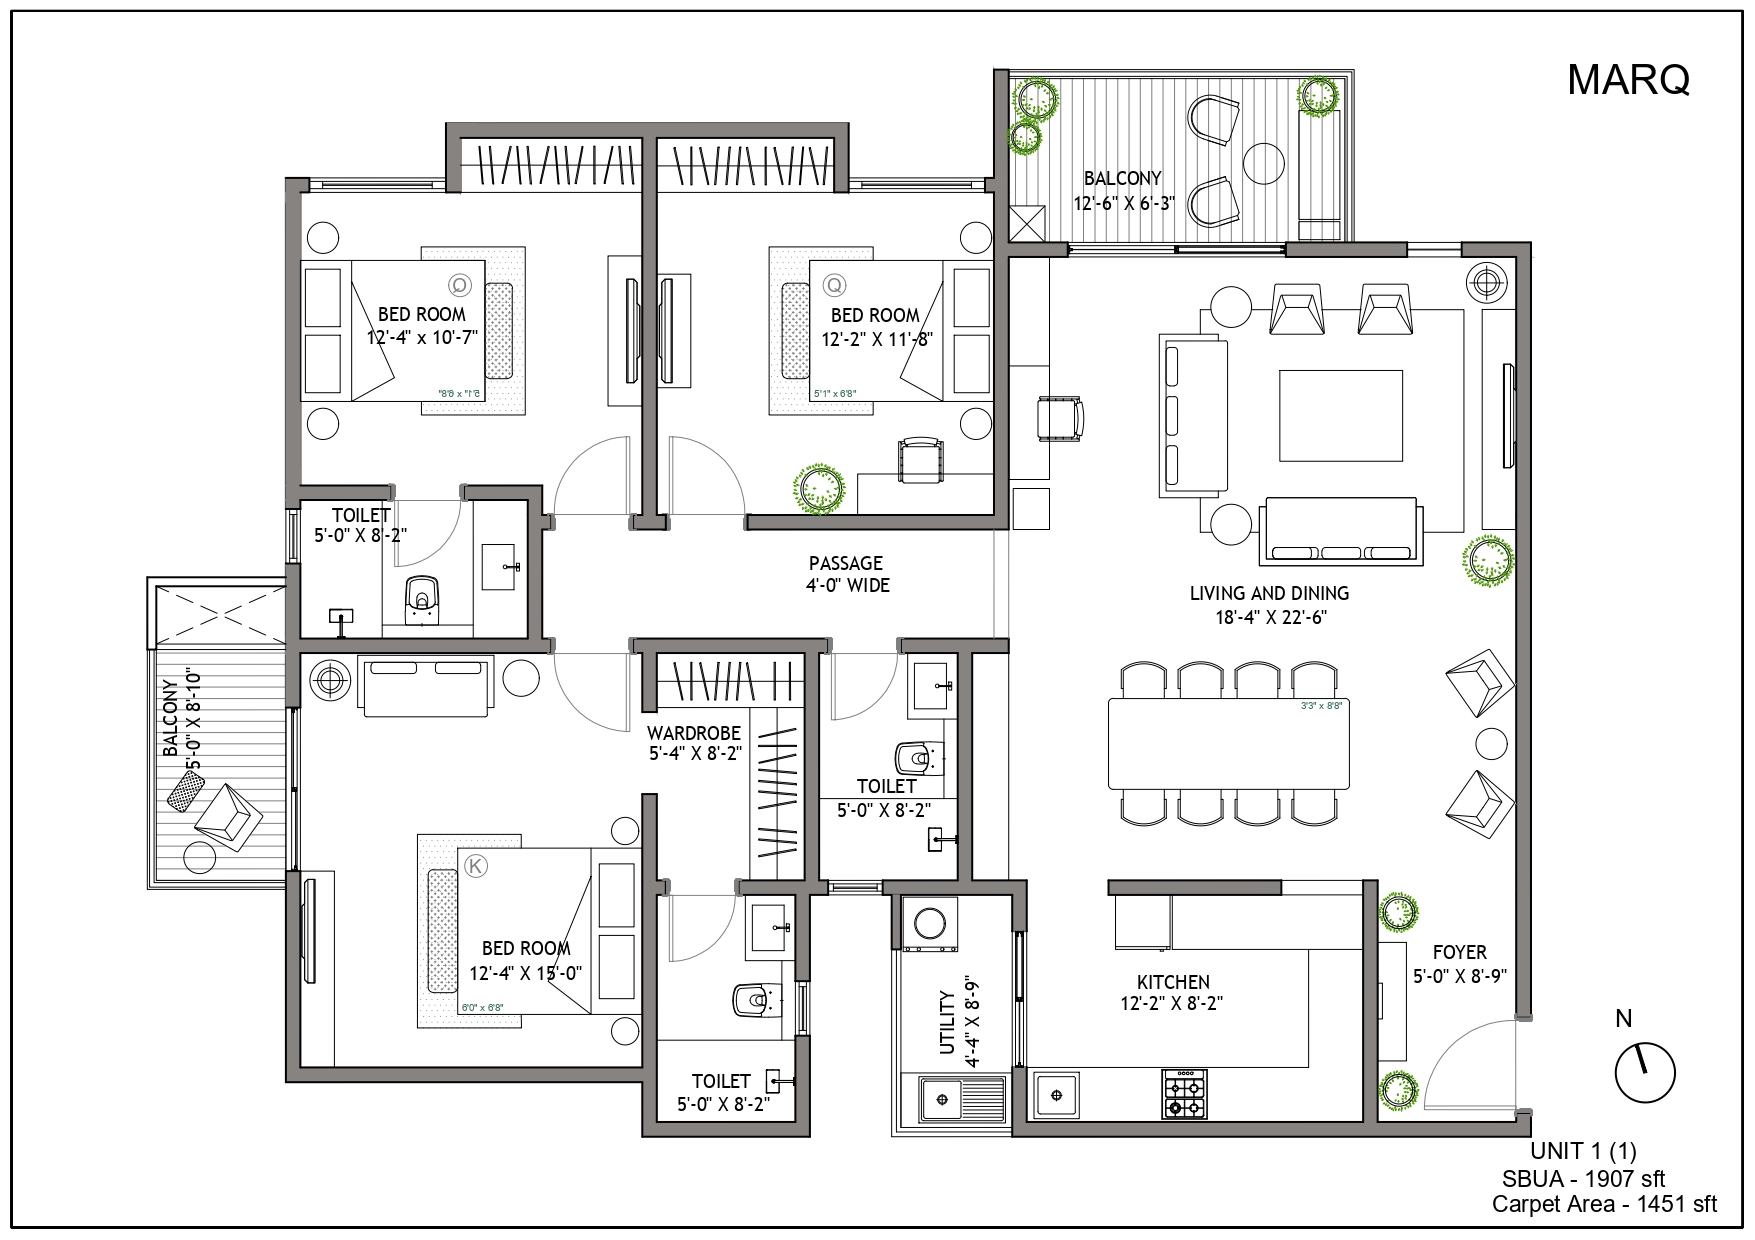 MARQ
BALCONY
12'-6" X 6'-3"
Q
BED ROOM
12'-4" x 10'-7"
5'1" x 6'8"
Q
BED ROOM
12'-2" X 11'-8"
5'1" x 6'8"
TOILET
5'-0" X 8'-2"
PASSAGE
4'-0" WIDE
LIVING AND DINING
18'-4" X 22'-6"
BALCONY
5'-0" X 8'-10"
WARDROBE
5'-4" X 8'-2"
3'3" x 8'8"
TOILET
5'-0" X 8'-2"
K
BED ROOM
12'-4" X 15'-0"
6'0" x 6'8"
FOYER
5'-0" X 8'-9"
KITCHEN
12'-2" X 8'-2"
UTILITY
4'-4" X 8'-9"
TOILET
5'-0" X 8'-2"
N
UNIT 1 (1)
SBUA - 1907 sft
Carpet Area - 1451 sft